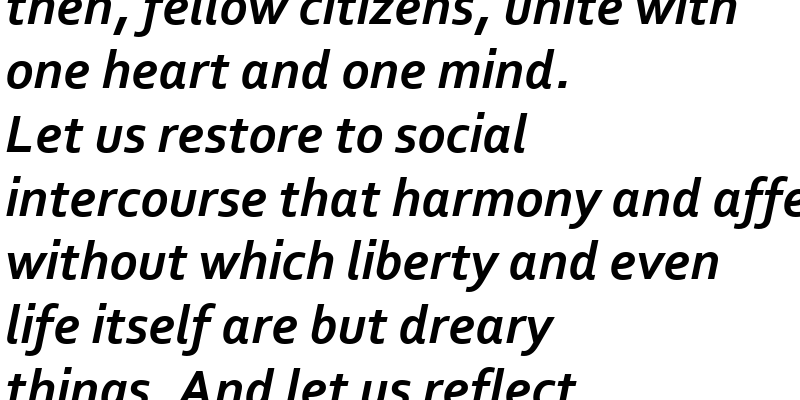 then, fellow citizens, unite with
one heart and one mind.
Let us restore to social
intercourse that harmony and affe
without which liberty and even
life itself are but dreary
things. And let us reflect